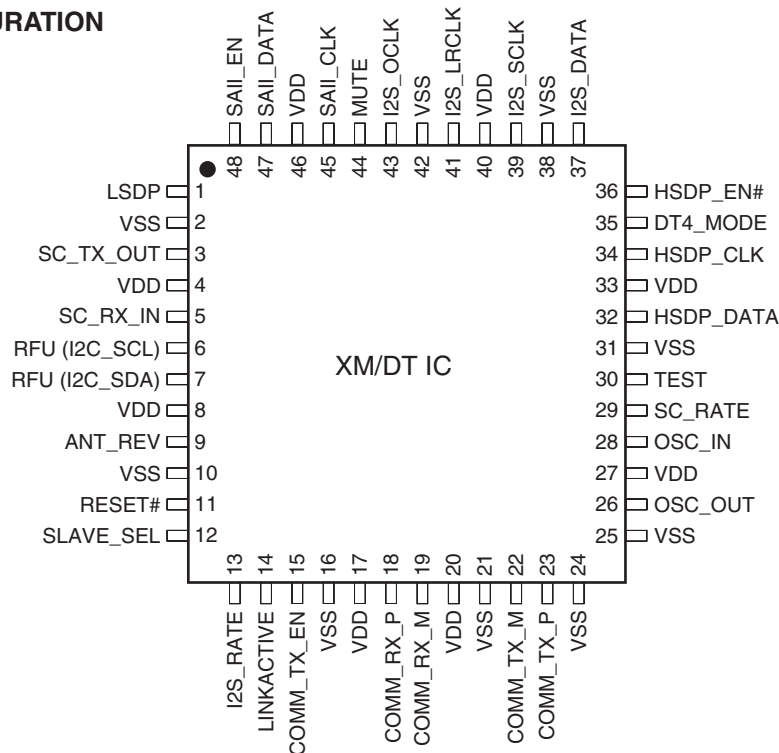 URATION
SAII_EN
SAII_DATA
VDD
SAII_CLK
MUTE
I2S_OCLK
VSS
I2S_LRCLK
VDD
I2S_SCLK
VSS
I2S_DATA
48 47 46 45 44 43 42 41 40 39 38 37
LSDP 1
VSS 2
SC_TX_OUT 3
VDD 4
SC_RX_IN 5
RFU (I2C_SCL) 6
RFU (I2C_SDA) 7
VDD 8
ANT_REV 9
VSS 10
RESET# 11
SLAVE_SEL 12
XM/DT IC
36 HSDP_EN#
35 DT4_MODE
34 HSDP_CLK
33 VDD
32 HSDP_DATA
31 VSS
30 TEST
29 SC_RATE
28 OSC_IN
27 VDD
26 OSC_OUT
25 VSS
13 14 15 16 17 18 19 20 21 22 23 24
I2S_RATE
LINKACTIVE
COMM_TX_EN
VSS
VDD
COMM_RX_P
COMM_RX_M
VDD
VSS
COMM_TX_M
COMM_TX_P
VSS